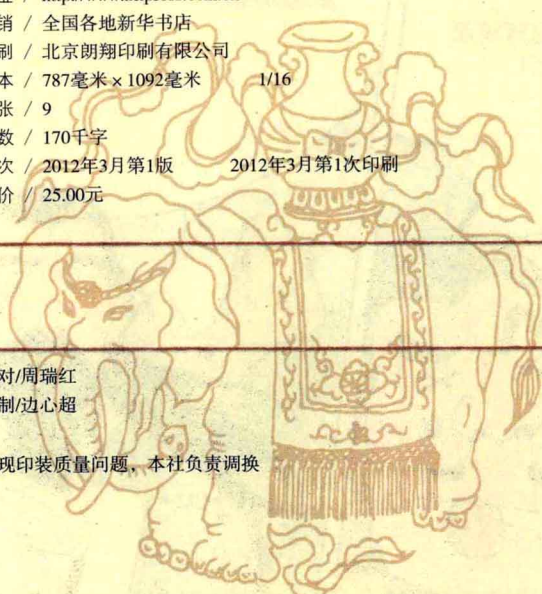 销 / 全国各地新华书店
刷 / 北京朗翔印刷有限公司
本 / 787毫米×1092毫米 1/16
张 / 9
数 / 170千字
次 / 2012年3月第1版 2012年3月第1次印刷
价 / 25.00元
对/周瑞红
制/边心超
现印装质量问题，本社负责调换